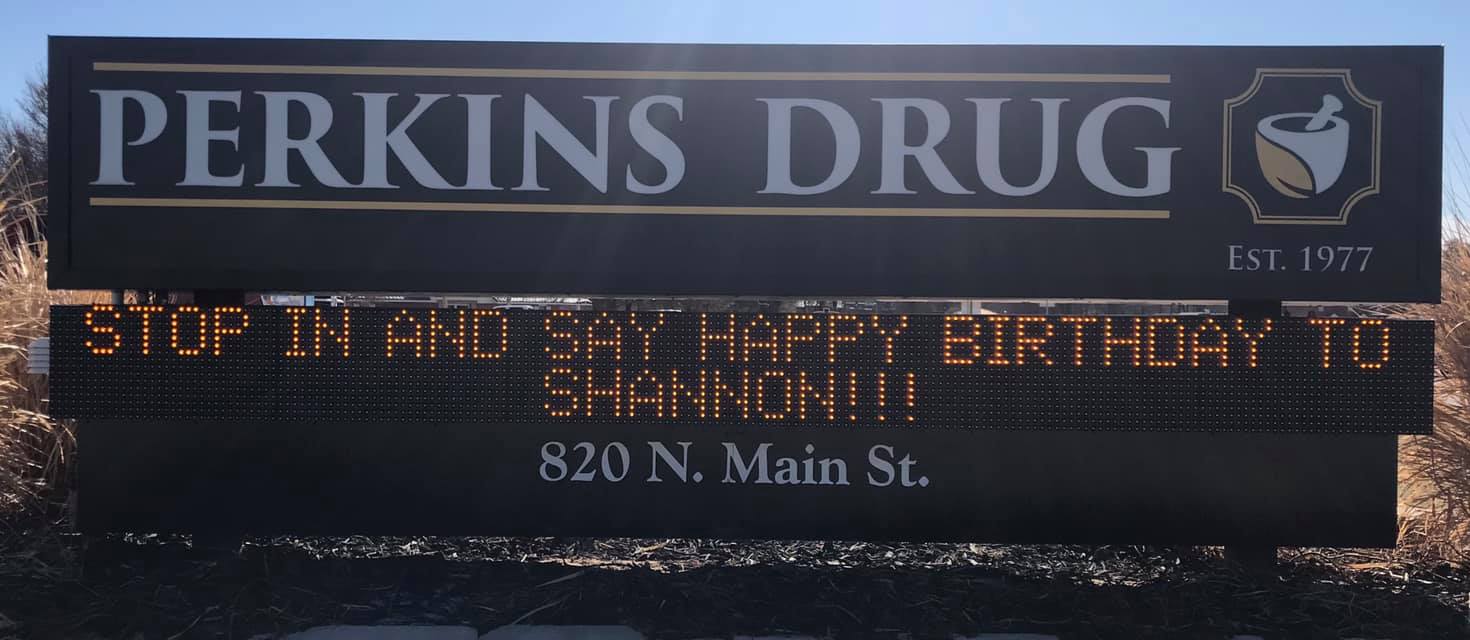 PERKINS DRUG
Est. 1977
STOP IN AND SAY HAPPY BIRTHDAY TO
SHANNON!!!
820 N. Main St.